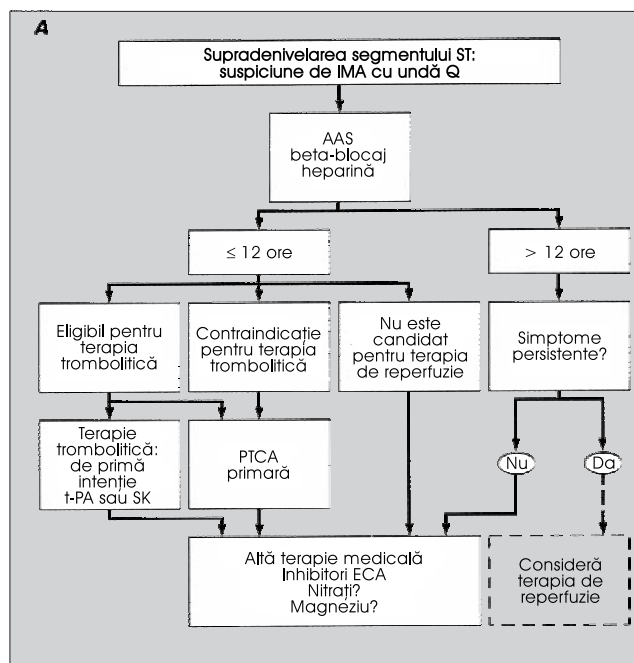 A
Supradenivelarea segmentului ST:
suspiciune de IMA cu undă Q
AAS
beta-blocaj
heparină
≤ 12 ore
> 12 ore
Eligibil pentru
terapia
trombolitică
Contraindicație
pentru terapia
trombolitică
Nu este
candidat
pentru terapia
de reperfuzie
Simptome
persistente?
Terapie
trombolitică:
de primă
intenție
t-PA sau SK
PTCA
primară
Nu
Da
Altă terapie medicală
Inhibitori ECA
Nitrați?
Magneziu?
Consideră
terapia de
reperfuzie